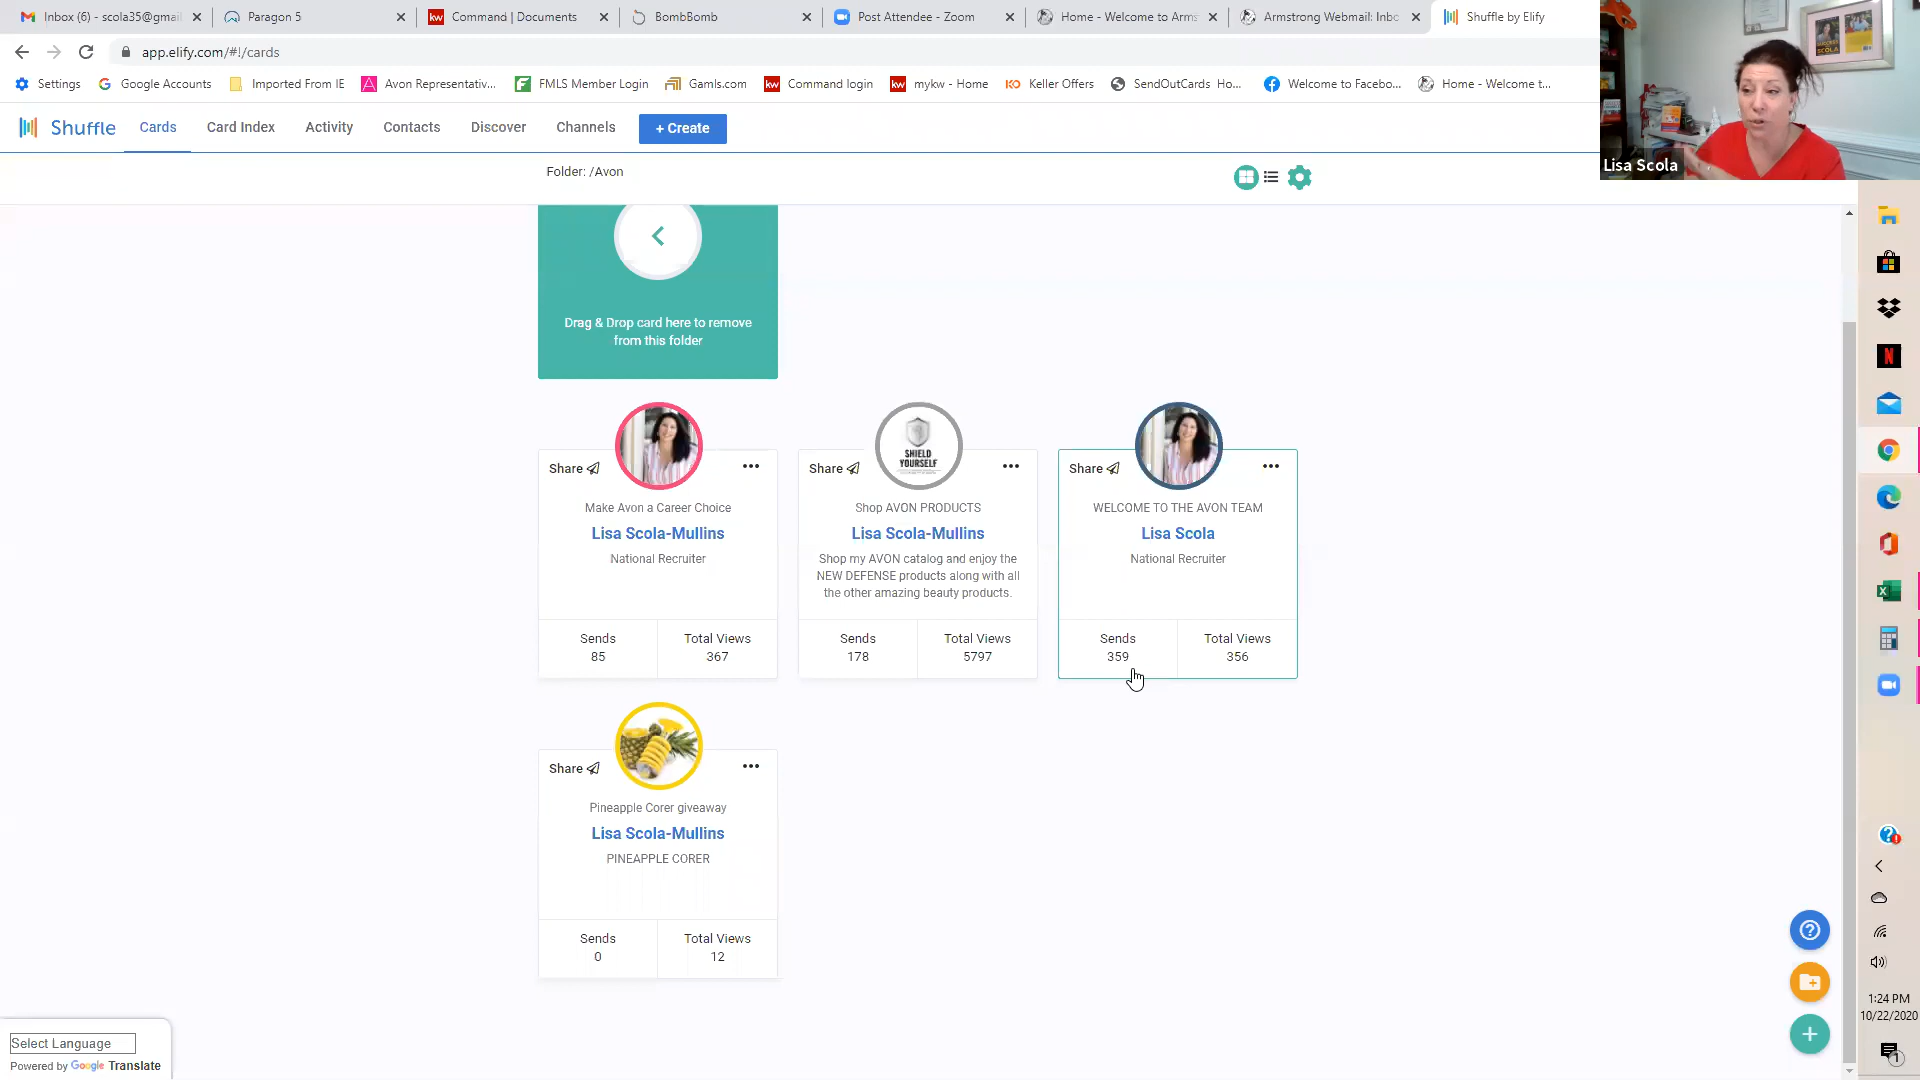 Inbox (6) - scola35@gmai
Paragon 5
Command | Documents
BombBomb
Post Attendee - Zoom
Home - Welcome to Arms
Armstrong Webmail: Inbo
Shuffle by Elify
app.elify.com/#!/cards
Settings
Google Accounts
Imported From IE
Avon Representativ...
FMLS Member Login
Gamls.com
Command login
mykw - Home
Keller Offers
SendOutCards Ho...
Welcome to Facebo...
Home - Welcome t...
Shuffle
Cards
Card Index
Activity
Contacts
Discover
Channels
+ Create
Lisa Scola
Folder: /Avon
Drag & Drop card here to remove
from this folder
Share
Make Avon a Career Choice
Lisa Scola-Mullins
National Recruiter
Sends
85
Total Views
367
Share
SHIELD
YOURSELF
Shop AVON PRODUCTS
Lisa Scola-Mullins
Shop my AVON catalog and enjoy the
NEW DEFENSE products along with all
the other amazing beauty products.
Sends
178
Total Views
5797
Share
WELCOME TO THE AVON TEAM
Lisa Scola
National Recruiter
Sends
359
Total Views
356
Share
Pineapple Corer giveaway
Lisa Scola-Mullins
PINEAPPLE CORER
Sends
0
Total Views
12
Select Language
Powered by Google Translate
1:24 PM
10/22/2020
1